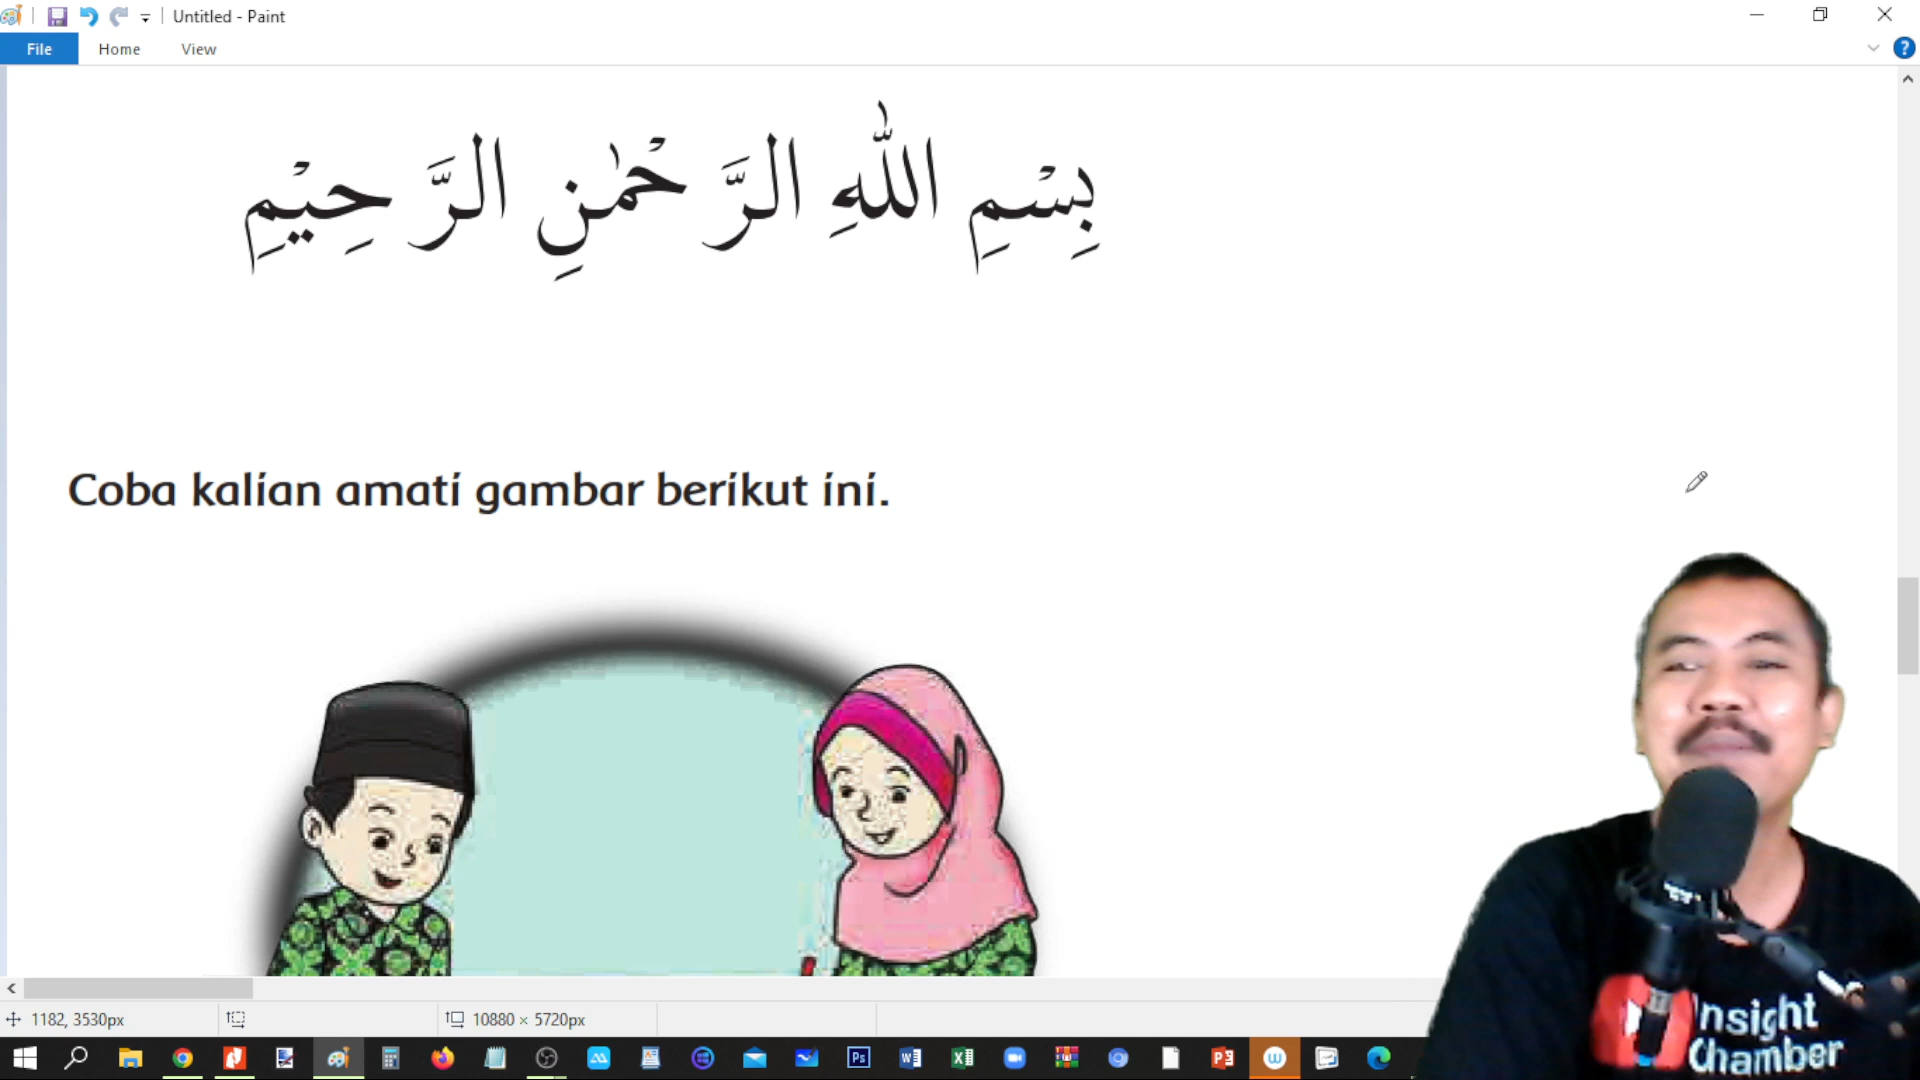 Untitled - Paint
File Home View
بِسْمِ اللّٰهِ الرَّحْمٰنِ الرَّحِيْمِ
Coba kalian amati gambar berikut ini.
1182, 3530px
10880 × 5720px
Insight
Chamber